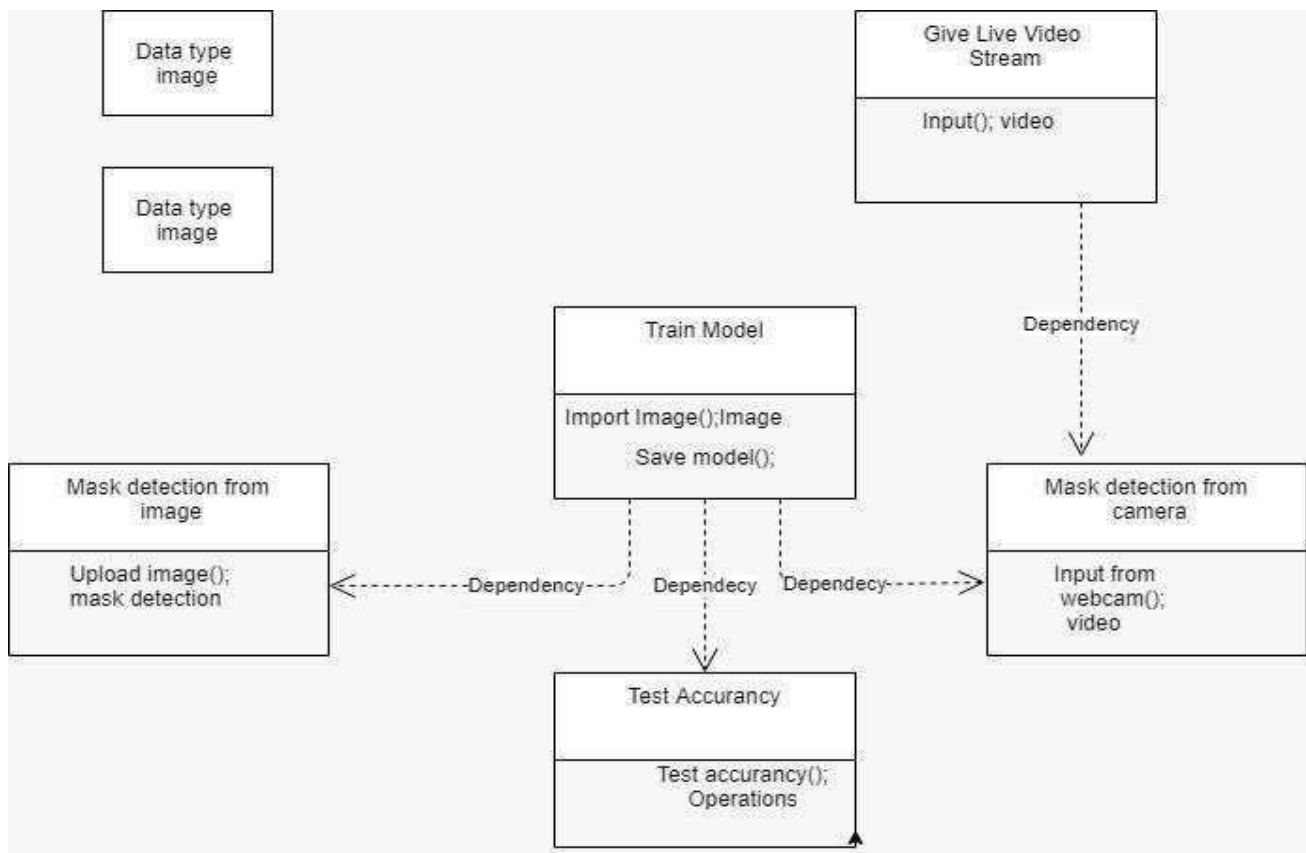 Data type
image
Give Live Video
Stream
Input(); video
Data type
image
Dependency
Train Model
Import Image();Image
Save model();
Mask detection from
image
Upload image();
mask detection
Mask detection from
camera
Input from
webcam();
video
Dependency
Dependecy
Dependecy
Test Accurancy
Test accurancy();
Operations